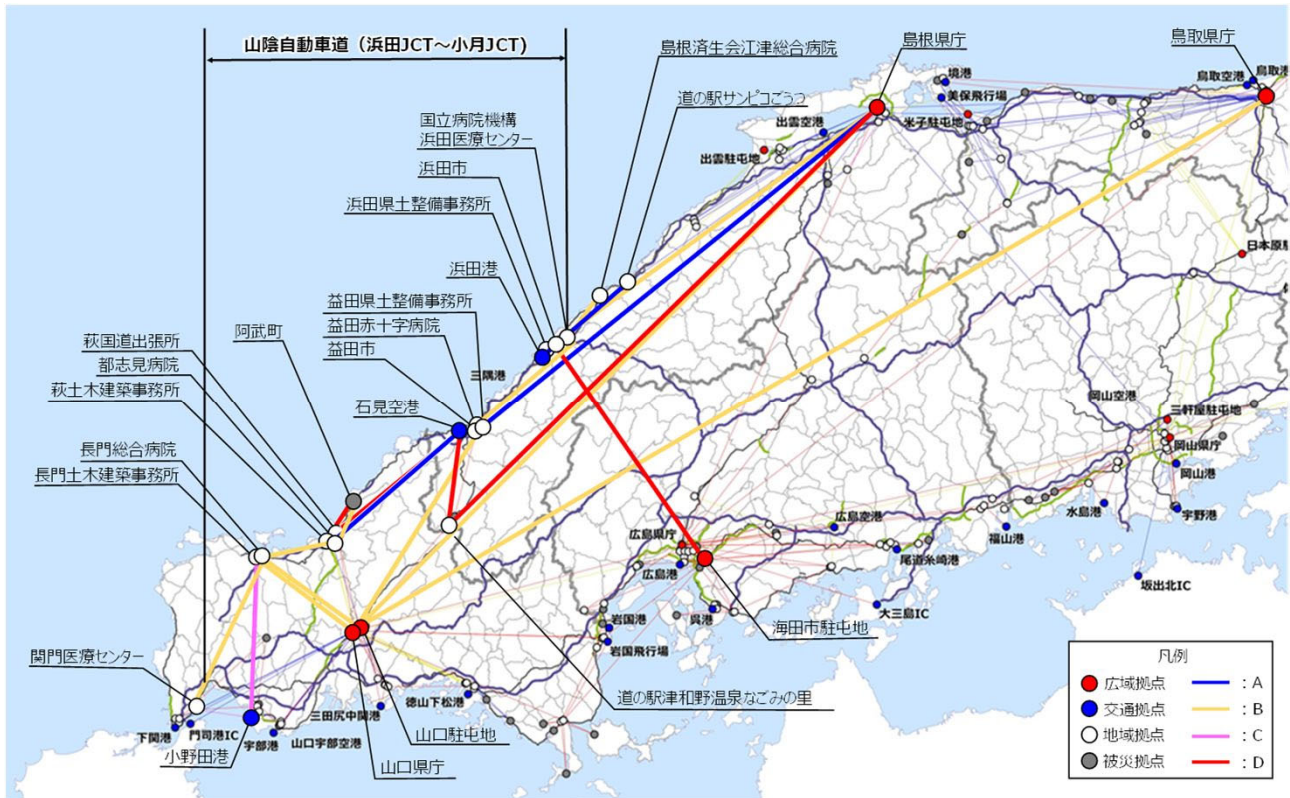 山陰自動車道（浜田JCT～小月JCT）
島根済生会江津総合病院
島根県庁
鳥取県庁
道の駅サンピコごうつ
境港
鳥取空港
鳥取港
美保飛行場
国立病院機構
浜田医療センター
出雲空港
米子駐屯地
出雲駐屯地
浜田市
浜田県土整備事務所
浜田港
日本原駐
益田県土整備事務所
益田赤十字病院
益田市
阿武町
三隅港
石見空港
萩国道出張所
都志見病院
萩土木建築事務所
長門総合病院
長門土木建築事務所
岡山空港
三軒屋駐屯地
岡山県庁
岡山港
宇野港
水島港
福山港
広島空港
尾道糸崎港
広島県庁
広島港
呉港
大三島IC
坂出北IC
海田市駐屯地
岩国港
岩国飛行場
関門医療センター
道の駅津和野温泉なごみの里
徳山下松港
三田尻中関港
山口駐屯地
下関港
門司港IC
宇部港
山口宇部空港
小野田港
山口県庁
凡例
広域拠点
：A
交通拠点
：B
地域拠点
：C
被災拠点
：D